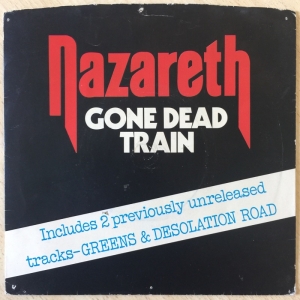 Nazareth
GONE DEAD
TRAIN
Includes 2 previously unreleased
tracks-GREENS & DESOLATION ROAD